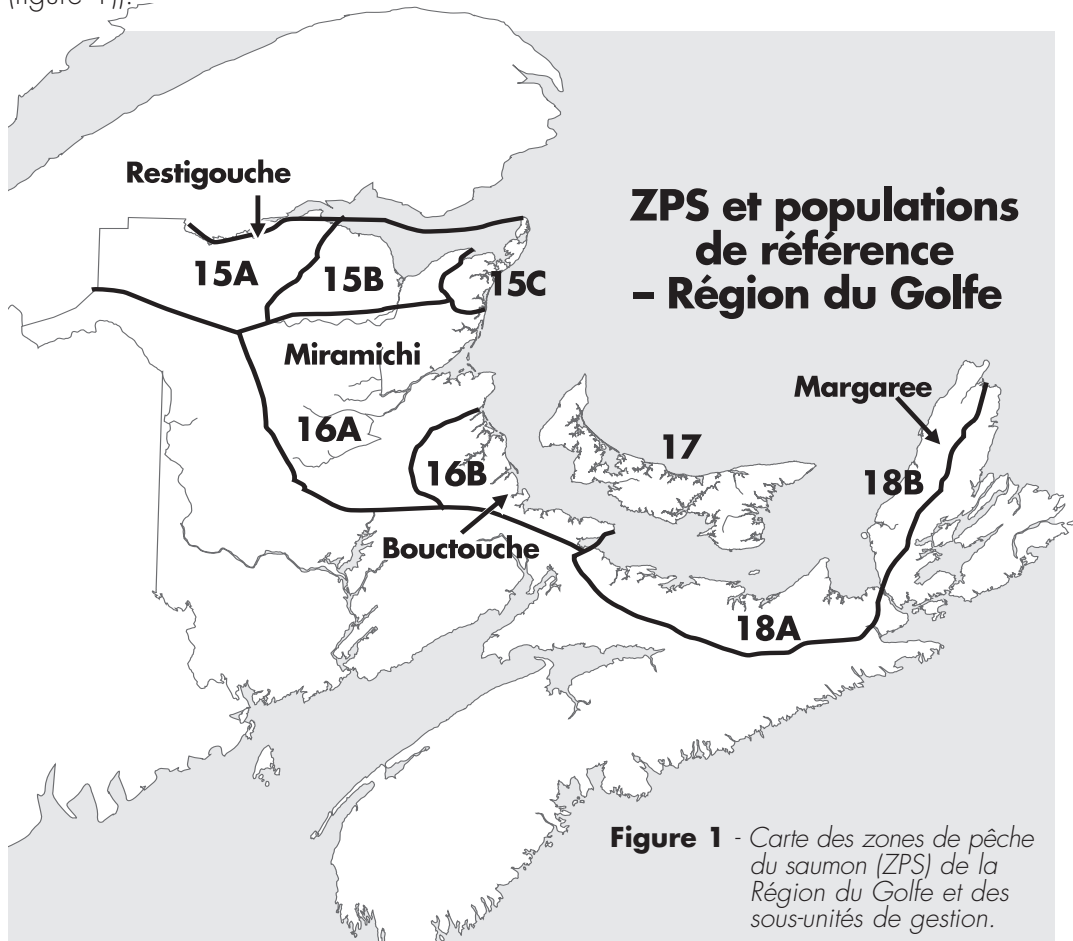 (figure 1)).
Restigouche
ZPS et populations
de référence
– Région du Golfe
15A
15B
15C
Miramichi
Margaree
16A
17
16B
18B
Bouctouche
18A
Figure 1 - Carte des zones de pêche
du saumon (ZPS) de la
Région du Golfe et des
sous-unités de gestion.